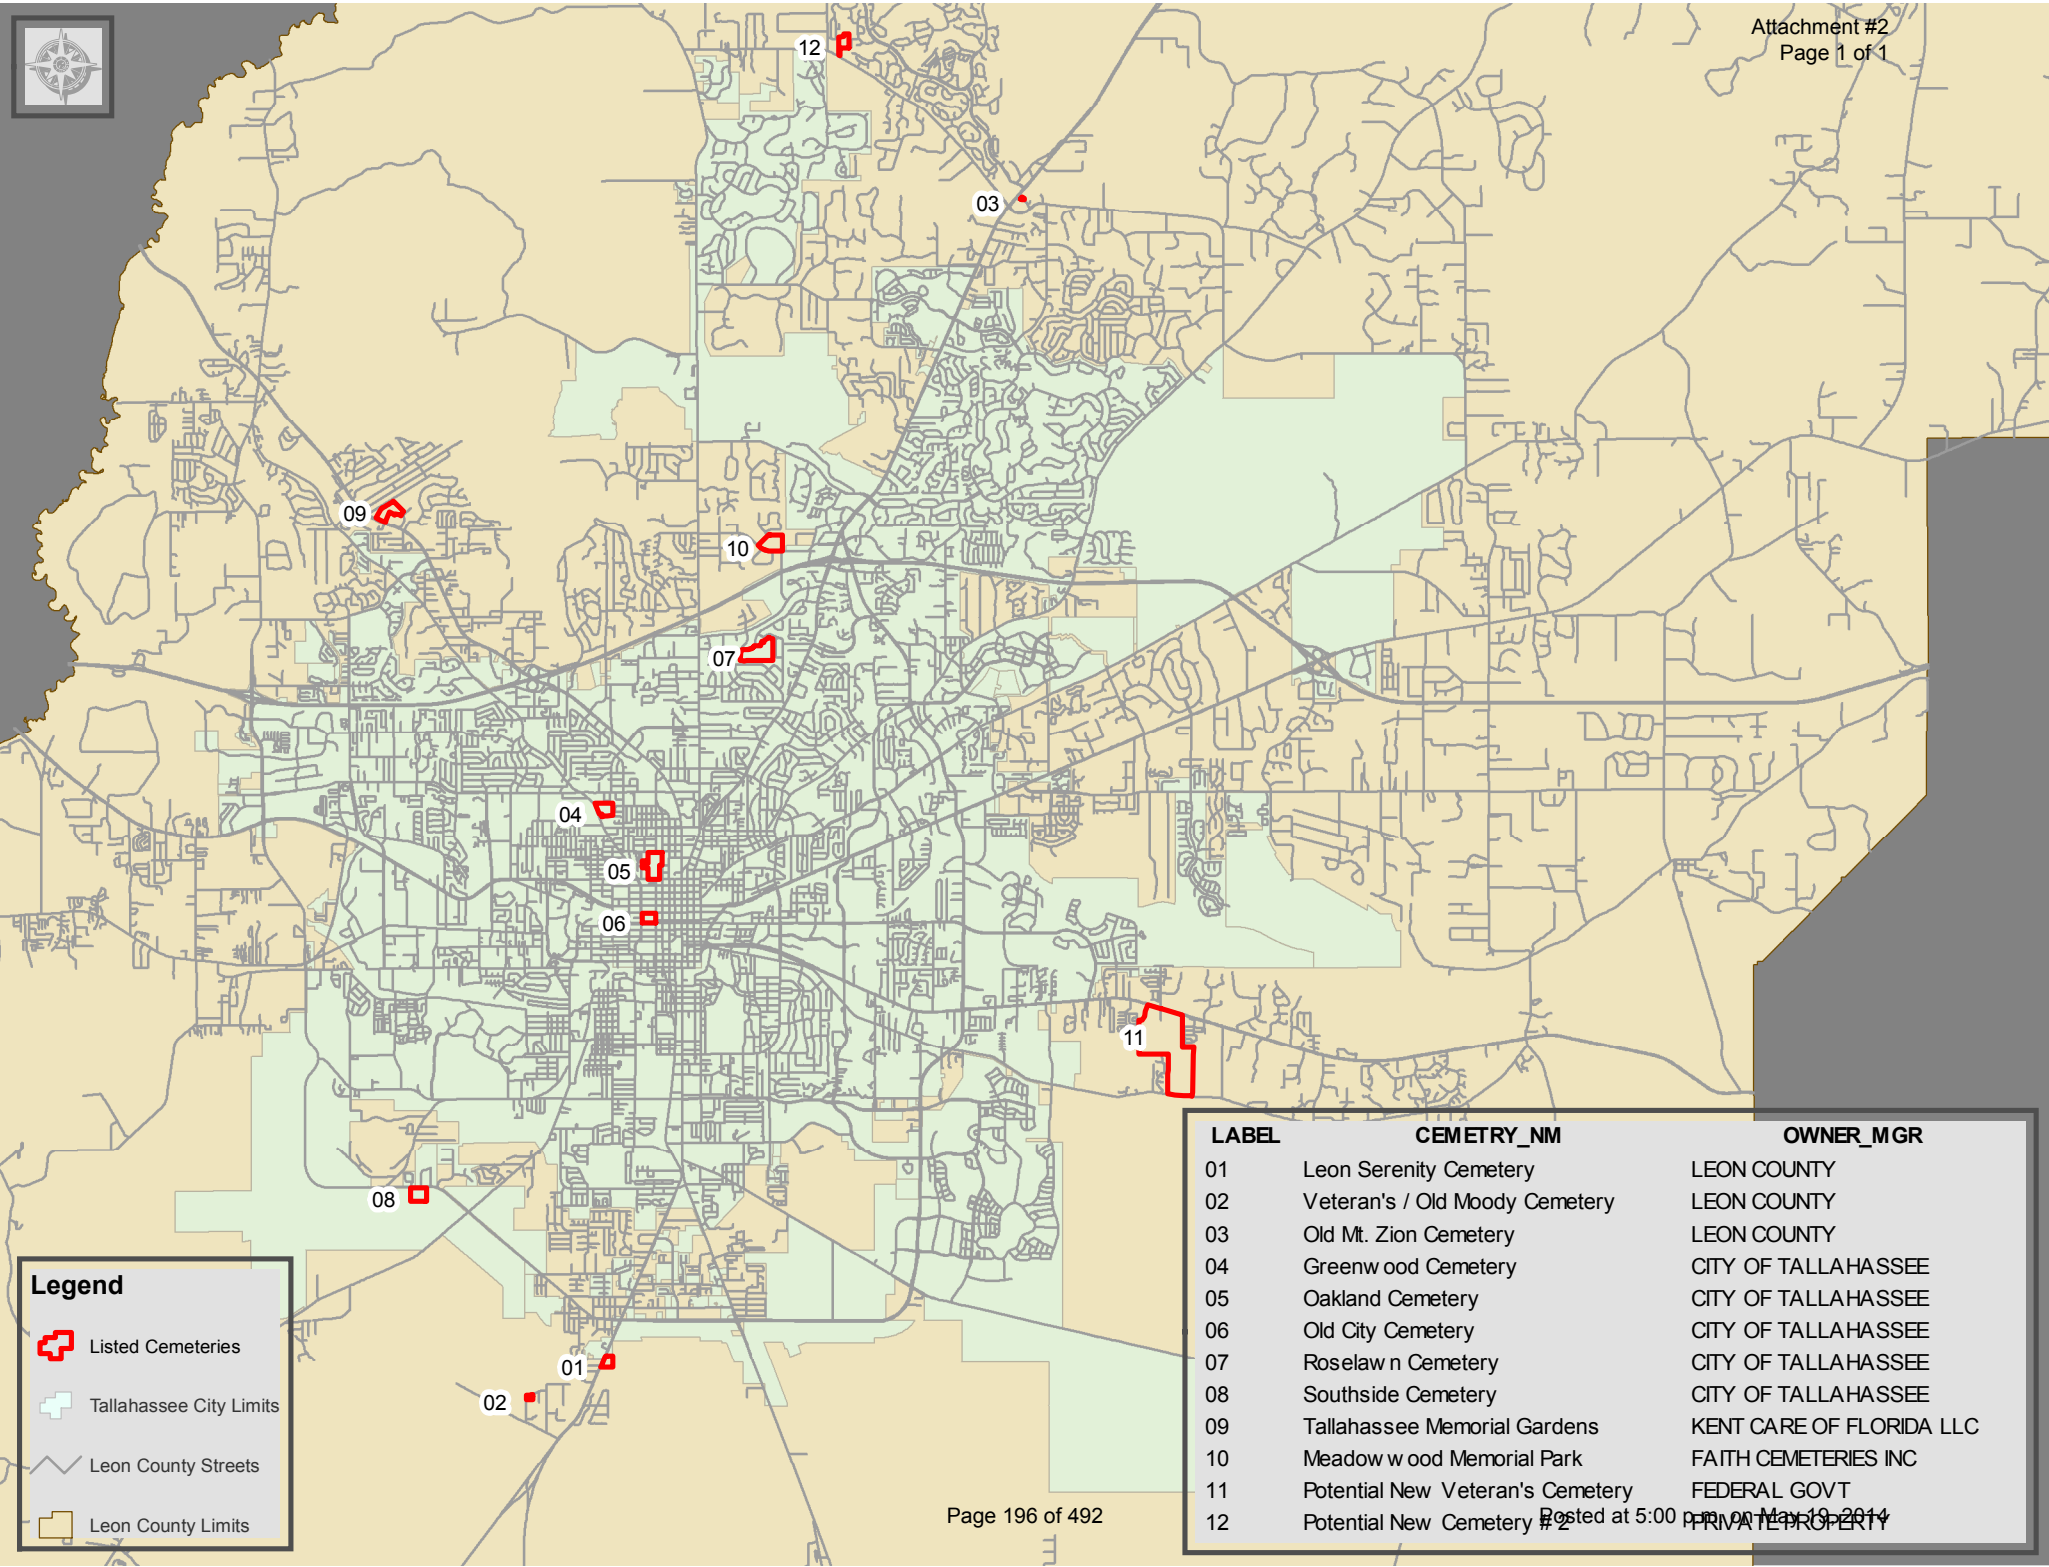 Attachment #2
Page 1 of 1
12
03
09
10
07
04
05
06
11
08
01
02
Legend
Listed Cemeteries
Tallahassee City Limits
Leon County Streets
Leon County Limits
LABEL CEMETRY_NM OWNER_MGR
01 Leon Serenity Cemetery LEON COUNTY
02 Veteran's / Old Moody Cemetery LEON COUNTY
03 Old Mt. Zion Cemetery LEON COUNTY
04 Greenwood Cemetery CITY OF TALLAHASSEE
05 Oakland Cemetery CITY OF TALLAHASSEE
06 Old City Cemetery CITY OF TALLAHASSEE
07 Roselawn Cemetery CITY OF TALLAHASSEE
08 Southside Cemetery CITY OF TALLAHASSEE
09 Tallahassee Memorial Gardens KENT CARE OF FLORIDA LLC
10 Meadowwood Memorial Park FAITH CEMETERIES INC
11 Potential New Veteran's Cemetery FEDERAL GOVT
12 Potential New Cemetery # 2 PRIVATE PROPERTY
Page 196 of 492
Posted at 5:00 p.m. on May 19, 2014